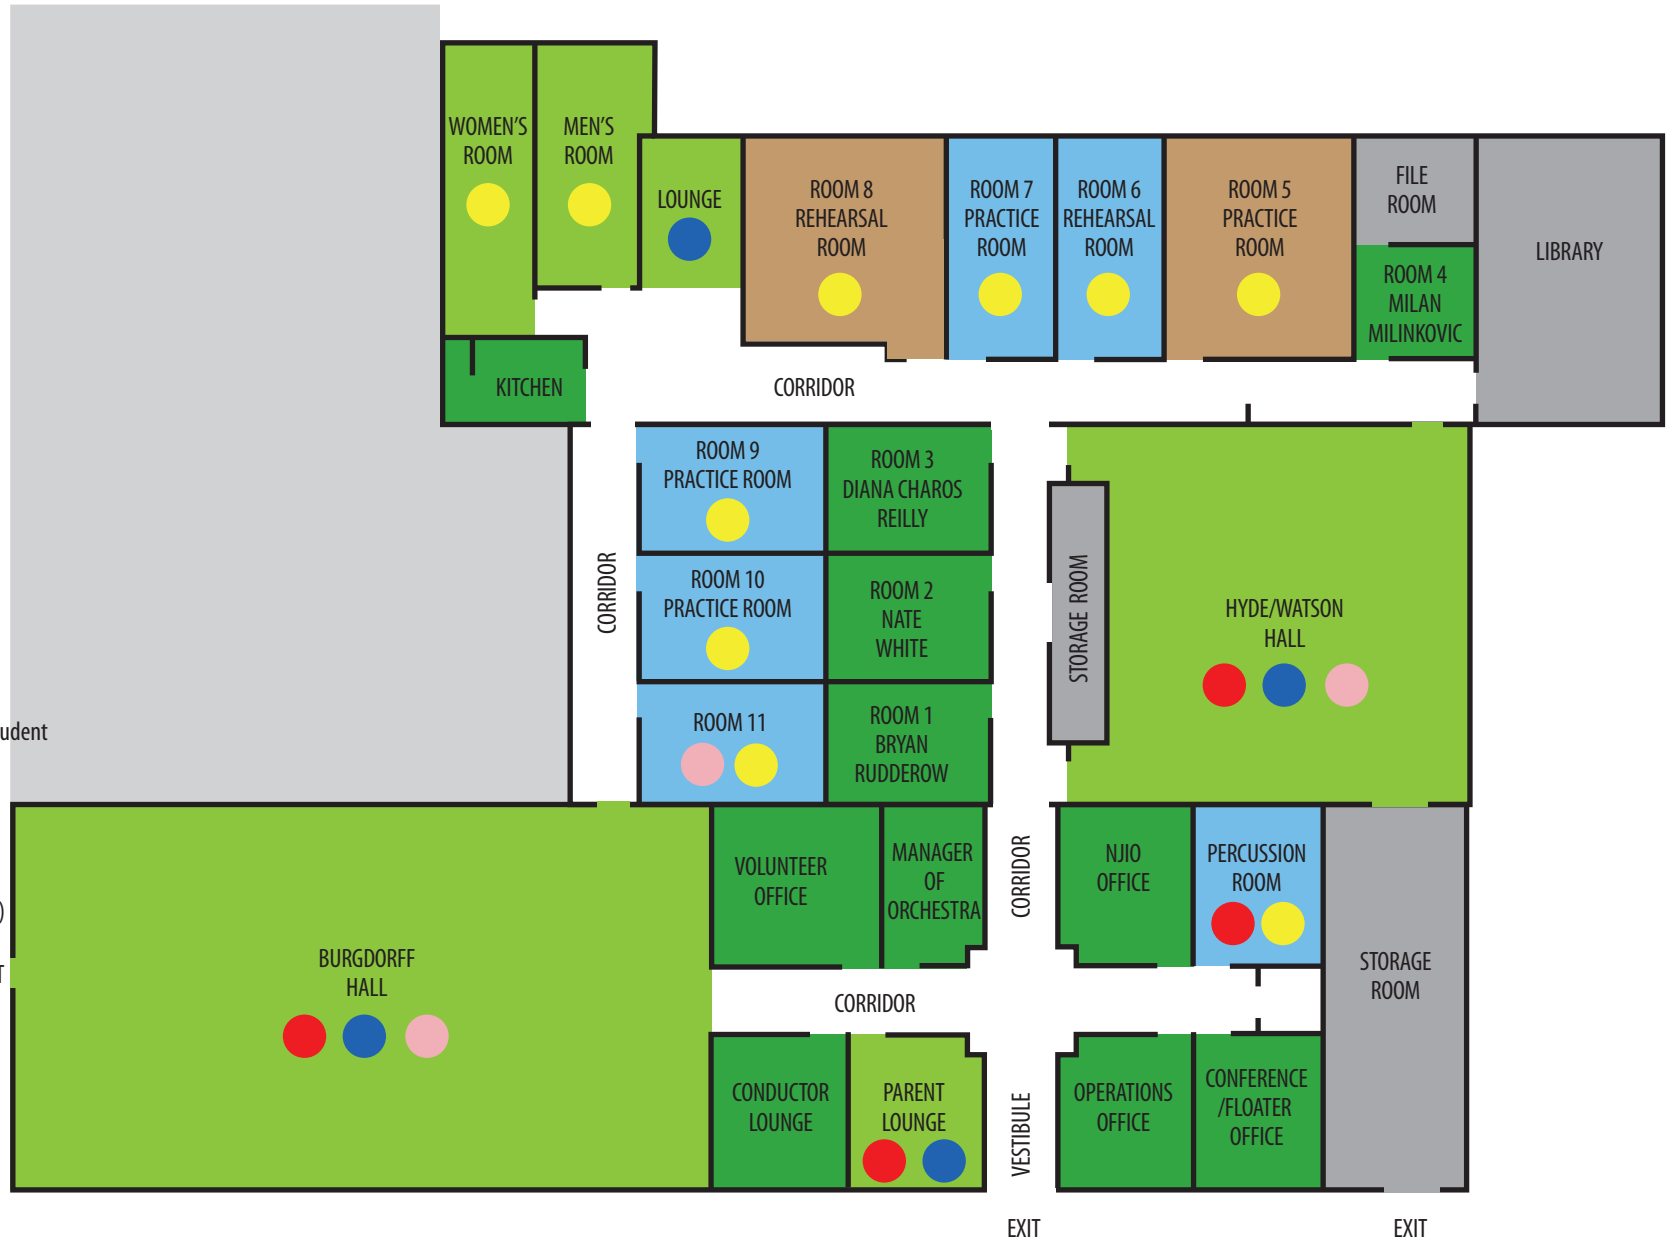 WOMEN'S
ROOM
MEN'S
ROOM
LOUNGE
ROOM 8
REHEARSAL
ROOM
ROOM 7
PRACTICE
ROOM
ROOM 6
REHEARSAL
ROOM
ROOM 5
PRACTICE
ROOM
FILE
ROOM
ROOM 4
MILAN
MILINKOVIC
LIBRARY
KITCHEN
CORRIDOR
ROOM 9
PRACTICE ROOM
ROOM 3
DIANA CHAROS
REILLY
CORRIDOR
ROOM 10
PRACTICE ROOM
ROOM 2
NATE
WHITE
STORAGE ROOM
HYDE/WATSON
HALL
udent
ROOM 11
ROOM 1
BRYAN
RUDDEROW
VOLUNTEER
OFFICE
MANAGER
OF
ORCHESTRA
CORRIDOR
NJIO
OFFICE
PERCUSSION
ROOM
)
T
BURGDORFF
HALL
STORAGE
ROOM
CORRIDOR
CONDUCTOR
LOUNGE
PARENT
LOUNGE
VESTIBULE
OPERATIONS
OFFICE
CONFERENCE
/FLOATER
OFFICE
EXIT
EXIT